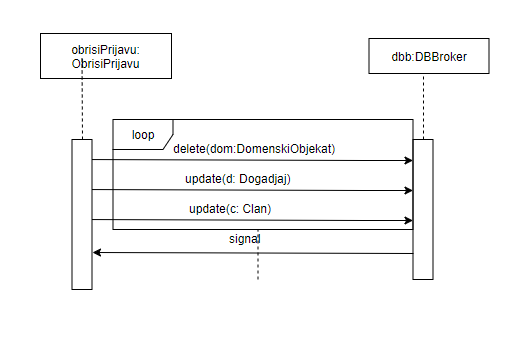 obrisiPrijavu:
ObrisiPrijavu
dbb:DBBroker
loop
delete(dom:DomenskiObjekat)
update(d: Dogadjaj)
update(c: Clan)
signal